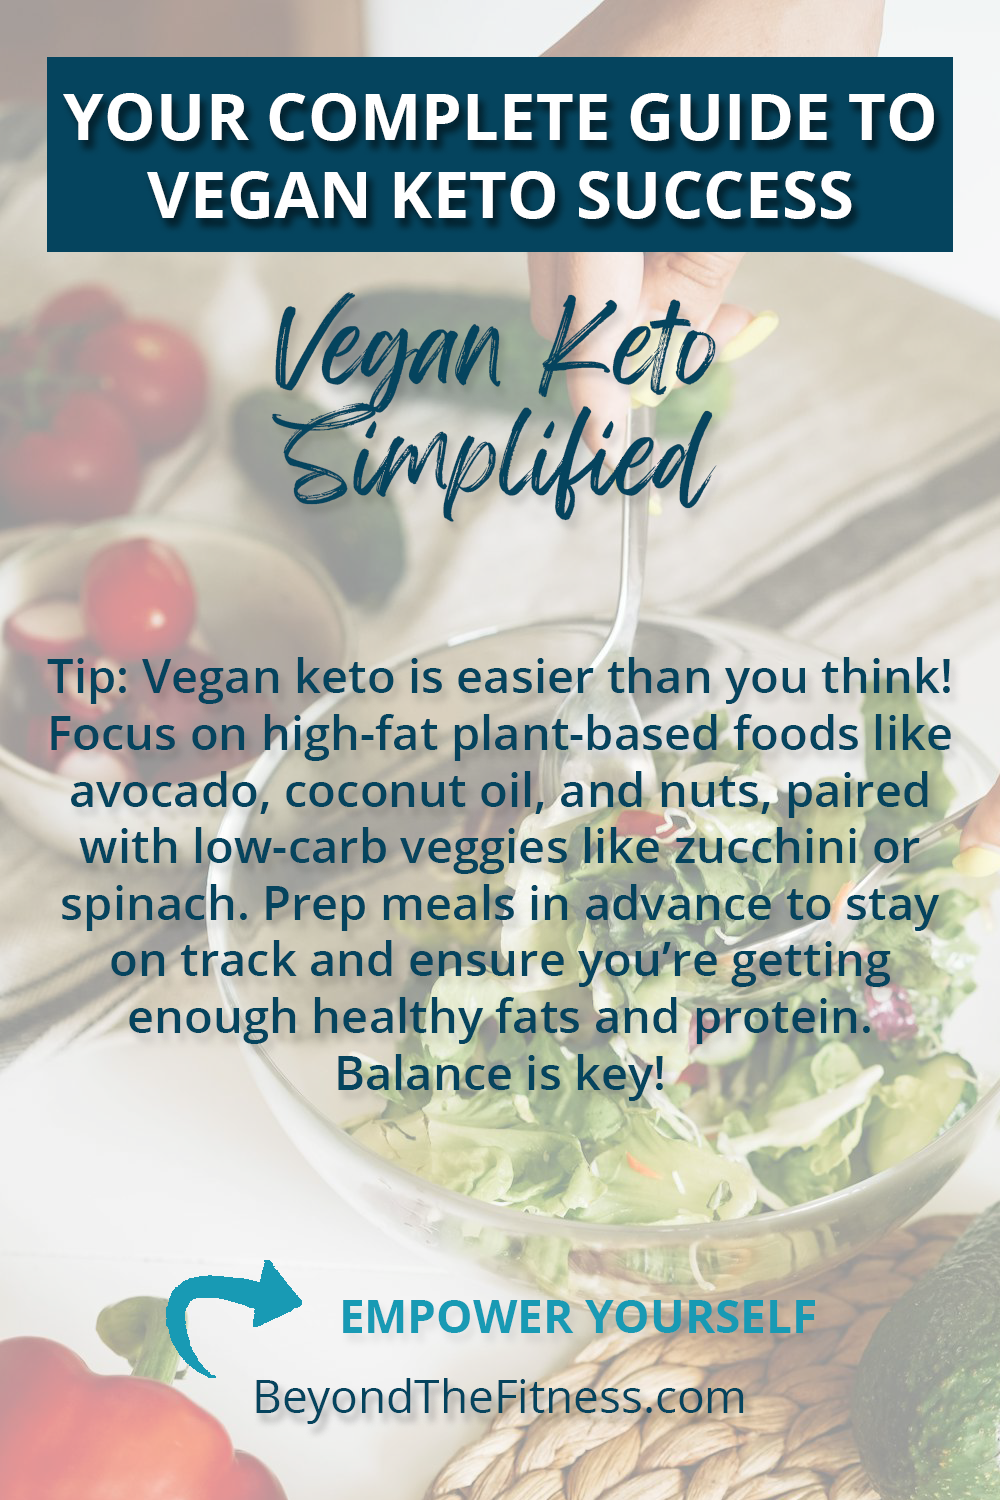 YOUR COMPLETE GUIDE TO
VEGAN KETO SUCCESS
Vegan Keto
Simplified
Tip: Vegan keto is easier than you think!
Focus on high-fat plant-based foods like
avocado, coconut oil, and nuts, paired
with low-carb veggies like zucchini or
spinach. Prep meals in advance to stay
on track and ensure you’re getting
enough healthy fats and protein.
Balance is key!
EMPOWER YOURSELF
BeyondTheFitness.com